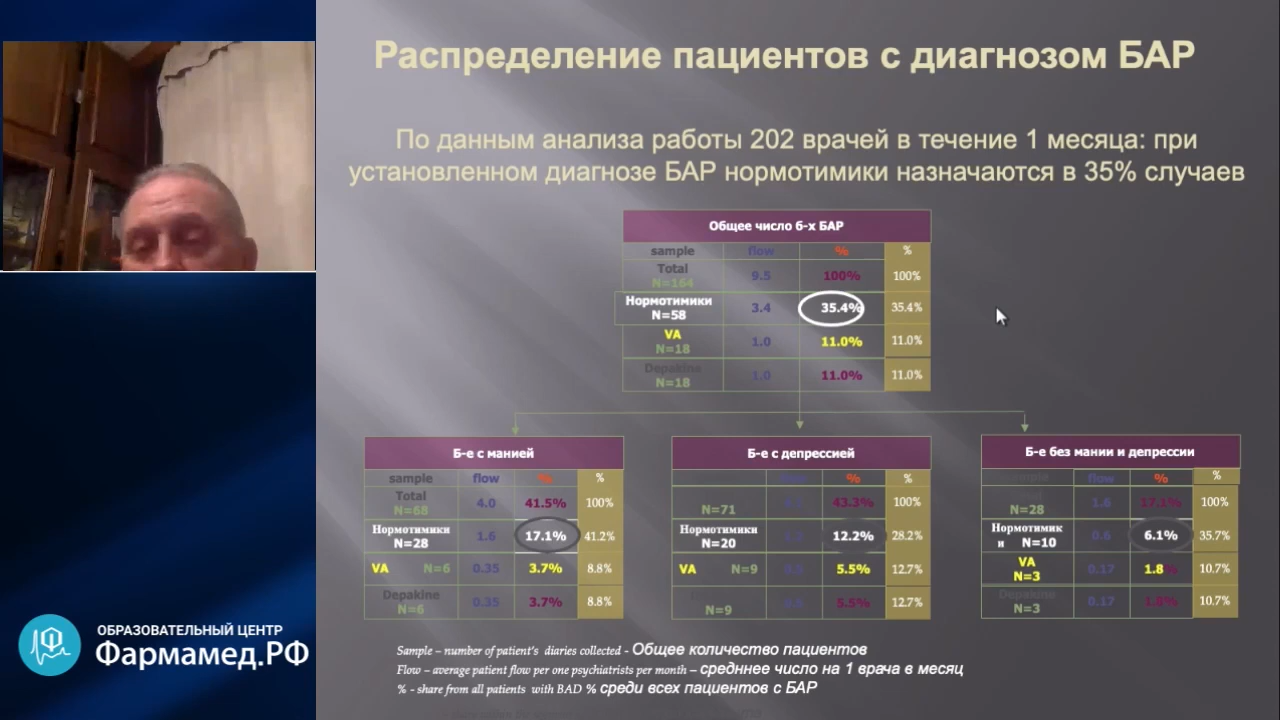 Распределение пациентов с диагнозом БАР
По данным анализа работы 202 врачей в течение 1 месяца: при
установленном диагнозе БАР нормотимики назначаются в 35% случаев
Общее число б-х БАР
sample flow % %
Total
N=164 9.5 100% 100%
Нормотимики
N=58 3.4 35.4% 35.4%
VA
N=18 1.0 11.0% 11.0%
Depakine
N=18 1.0 11.0% 11.0%
Б-е с манией
sample flow % %
Total
N=68 4.0 41.5% 100%
Нормотимики
N=28 1.6 17.1% 41.2%
VA N=6 0.35 3.7% 8.8%
Depakine
N=6 0.35 3.7% 8.8%
Б-е с депрессией
% %
N=71 43.3% 100%
Нормотимики
N=20 12.2% 28.2%
VA N=9 5.5% 12.7%
N=9 5.5% 12.7%
Б-е без мании и депрессии
sample flow % %
N=28 1.6 17.1% 100%
Нормотимик
и N=10 0.6 6.1% 35.7%
VA
N=3 0.17 1.8 10.7%
Depakine
N=3 0.17 1.8% 10.7%
Sample – number of patient's diaries collected - Общее количество пациентов
Flow – average patient flow per one psychiatrists per month – средннее число на 1 врача в месяц
% - share from all patients with BAD % среди всех пациентов с БАР
ОБРАЗОВАТЕЛЬНЫЙ ЦЕНТР
Фармамед.РФ